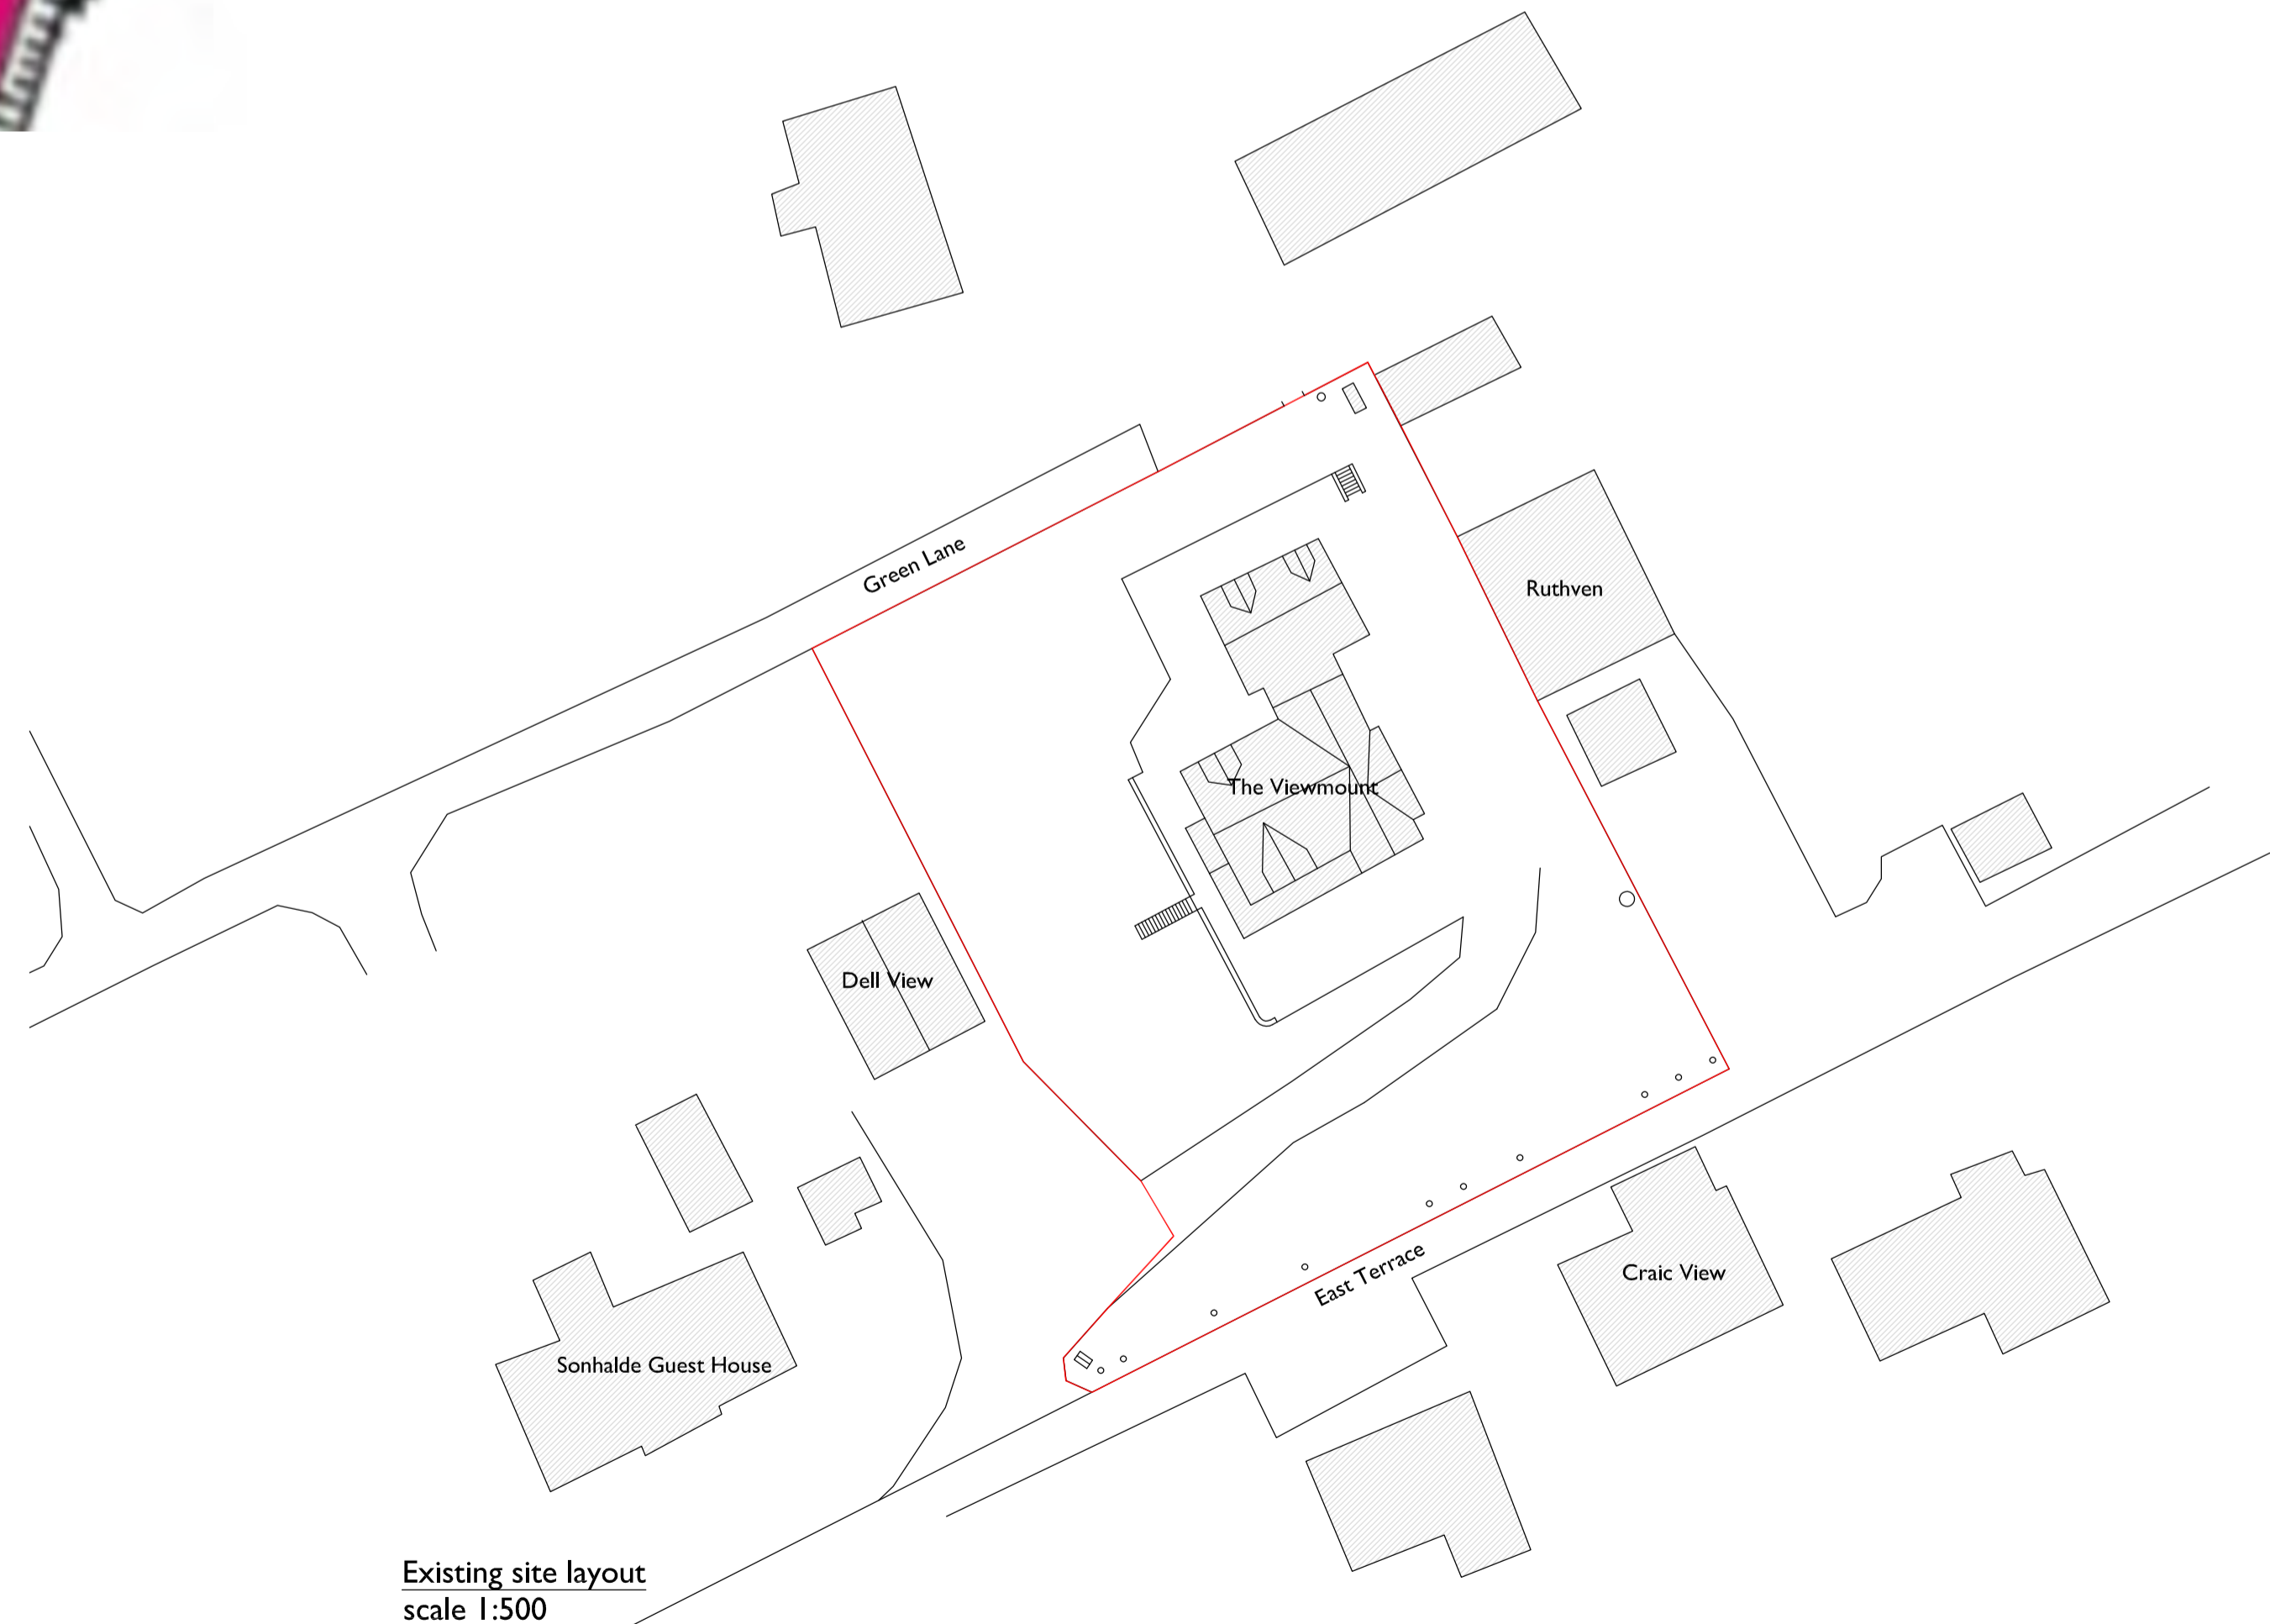 Green Lane
Ruthven
The Viewmount
Dell View
East Terrace
Craic View
Sonhalde Guest House
Existing site layout
scale 1:500